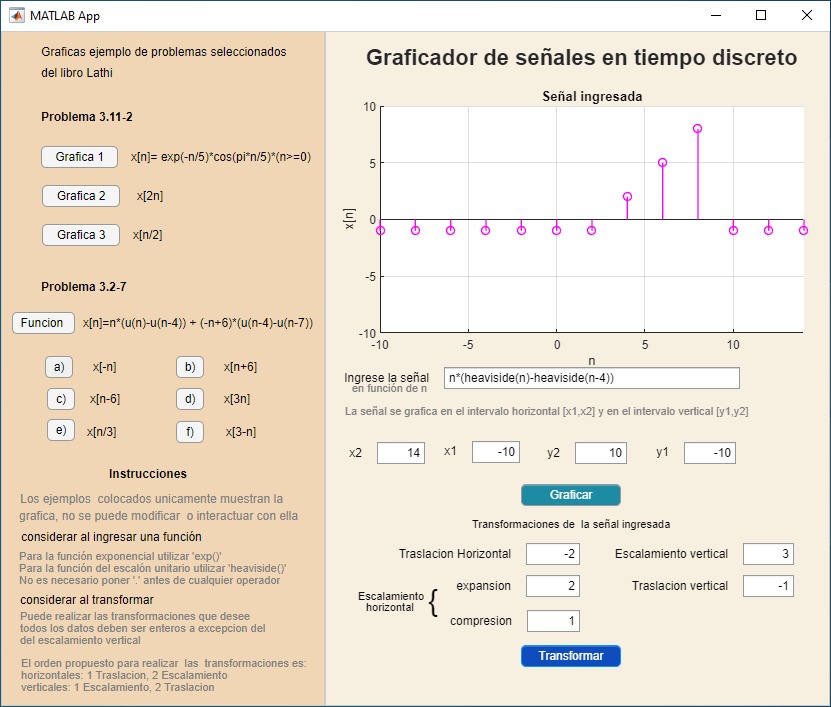 MATLAB App
Graficas ejemplo de problemas seleccionados
del libro Lathi
Problema 3.11-2
Grafica 1 x[n]= exp(-n/5)*cos(pi*n/5)*(n>=0)
Grafica 2 x[2n]
Grafica 3 x[n/2]
Problema 3.2-7
Funcion x[n]=n*(u(n)-u(n-4)) + (-n+6)*(u(n-4)-u(n-7))
a) x[-n] b) x[n+6]
c) x[n-6] d) x[3n]
e) x[n/3] f) x[3-n]
Instrucciones
Los ejemplos colocados unicamente muestran la
grafica, no se puede modificar o interactuar con ella
considerar al ingresar una función
Para la función exponencial utilizar 'exp()'
Para la función del escalón unitario utilizar 'heaviside()'
No es necesario poner '.' antes de cualquier operador
considerar al transformar
Puede realizar las transformaciones que desee
todos los datos deben ser enteros a excepcion del
del escalamiento vertical
El orden propuesto para realizar las transformaciones es:
horizontales: 1 Traslacion, 2 Escalamiento
verticales: 1 Escalamiento, 2 Traslacion
Graficador de señales en tiempo discreto
Señal ingresada
10
5
0
-5
-10
x[n]
-10 -5 0 5 10
n
Ingrese la señal n*(heaviside(n)-heaviside(n-4))
en función de n
La señal se grafica en el intervalo horizontal [x1,x2] y en el intervalo vertical [y1,y2]
x2 14 x1 -10 y2 10 y1 -10
Graficar
Transformaciones de la señal ingresada
Traslacion Horizontal -2 Escalamiento vertical 3
Escalamiento
horizontal
{
expansion 2 Traslacion vertical -1
compresion 1
Transformar